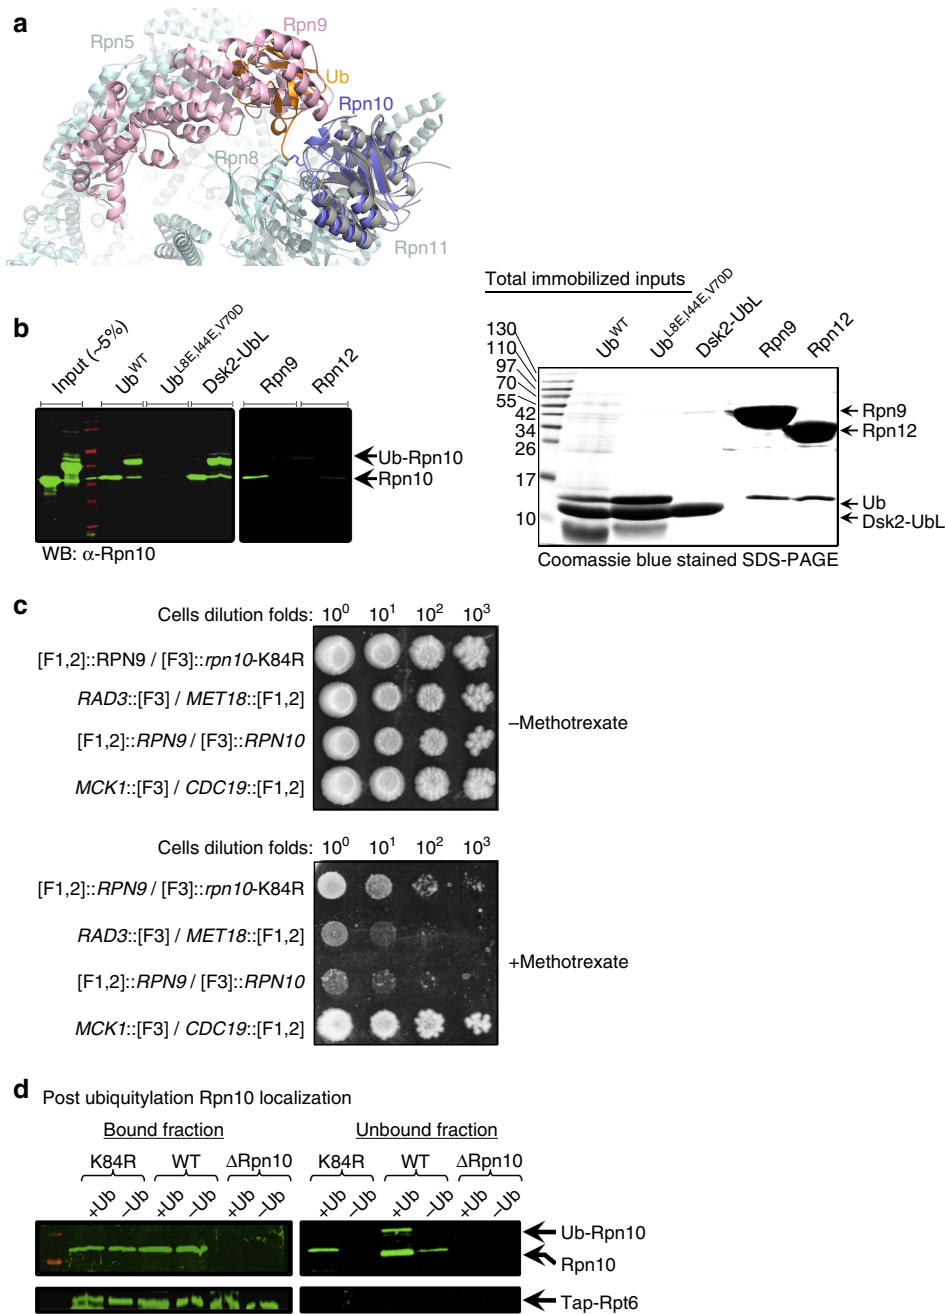 a
Rpn5
Rpn9
Ub
Rpn10
Rpn8
Rpn11
b
Input (~5%)
Ub^WT
Ub^L8E,I44E,V70D
Dsk2-UbL
Rpn9
Rpn12
Ub-Rpn10
Rpn10
WB: α-Rpn10
Total immobilized inputs
Ub^WT
Ub^L8E,I44E,V70D
Dsk2-UbL
Rpn9
Rpn12
130
110
97
70
55
42
34
26
17
10
Rpn9
Rpn12
Ub
Dsk2-UbL
Coomassie blue stained SDS-PAGE
c
Cells dilution folds: 10^0 10^1 10^2 10^3
[F1,2]::RPN9 / [F3]::rpn10-K84R
RAD3::[F3] / MET18::[F1,2]
[F1,2]::RPN9 / [F3]::RPN10
MCK1::[F3] / CDC19::[F1,2]
–Methotrexate
Cells dilution folds: 10^0 10^1 10^2 10^3
[F1,2]::RPN9 / [F3]::rpn10-K84R
RAD3::[F3] / MET18::[F1,2]
[F1,2]::RPN9 / [F3]::RPN10
MCK1::[F3] / CDC19::[F1,2]
+Methotrexate
d Post ubiquitylation Rpn10 localization
Bound fraction Unbound fraction
K84R WT ΔRpn10 K84R WT ΔRpn10
+Ub –Ub +Ub –Ub +Ub –Ub +Ub –Ub +Ub –Ub +Ub –Ub
Ub-Rpn10
Rpn10
Tap-Rpt6